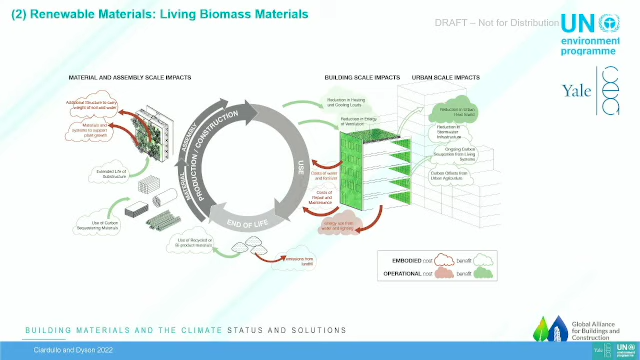 (2) Renewable Materials: Living Biomass Materials
DRAFT – Not for Distribution
UN
environment
programme
Yale
MATERIAL AND ASSEMBLY SCALE IMPACTS
BUILDING SCALE IMPACTS
URBAN SCALE IMPACTS
Additional Structure to carry
weight of soil and water
Materials and
systems to support
plant growth
Extended Life of
Substructure
Use of Carbon
Sequestering Materials
Use of Recycled or
Bi-product materials
Emissions from
landfill
MATERIAL
ASSEMBLY
PRODUCTION / CONSTRUCTION
USE
END OF LIFE
Reduction in Heating
and Cooling Loads
Reduction in Energy
of Ventilation
Costs of water
and fertilizer
Costs of
Repair and
Maintenance
Energy use from
water and lighting
Reduction in Urban
Heat Island
Reduction in
Stormwater
Infrastructure
Ongoing Carbon
Sequestration from Living
Systems
Carbon Offsets from
Urban Agriculture
EMBODIED cost benefit
OPERATIONAL cost benefit
BUILDING MATERIALS AND THE CLIMATE STATUS AND SOLUTIONS
Global Alliance
for Buildings and
Construction
Ciardullo and Dyson 2022
Yale
UN